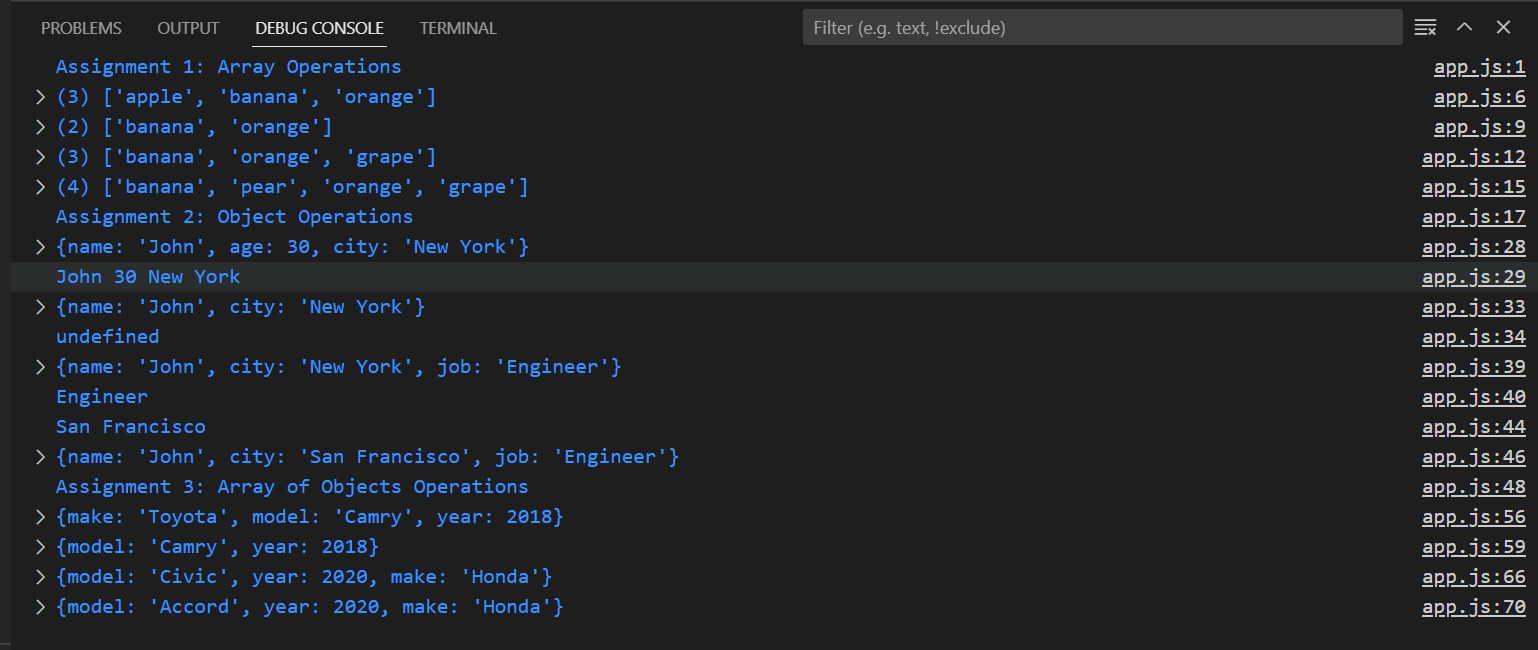 PROBLEMS OUTPUT DEBUG CONSOLE TERMINAL Filter (e.g. text, !exclude)
Assignment 1: Array Operations app.js:1
(3) ['apple', 'banana', 'orange'] app.js:6
(2) ['banana', 'orange'] app.js:9
(3) ['banana', 'orange', 'grape'] app.js:12
(4) ['banana', 'pear', 'orange', 'grape'] app.js:15
Assignment 2: Object Operations app.js:17
{name: 'John', age: 30, city: 'New York'} app.js:28
John 30 New York app.js:29
{name: 'John', city: 'New York'} app.js:33
undefined app.js:34
{name: 'John', city: 'New York', job: 'Engineer'} app.js:39
Engineer app.js:40
San Francisco app.js:44
{name: 'John', city: 'San Francisco', job: 'Engineer'} app.js:46
Assignment 3: Array of Objects Operations app.js:48
{make: 'Toyota', model: 'Camry', year: 2018} app.js:56
{model: 'Camry', year: 2018} app.js:59
{model: 'Civic', year: 2020, make: 'Honda'} app.js:66
{model: 'Accord', year: 2020, make: 'Honda'} app.js:70